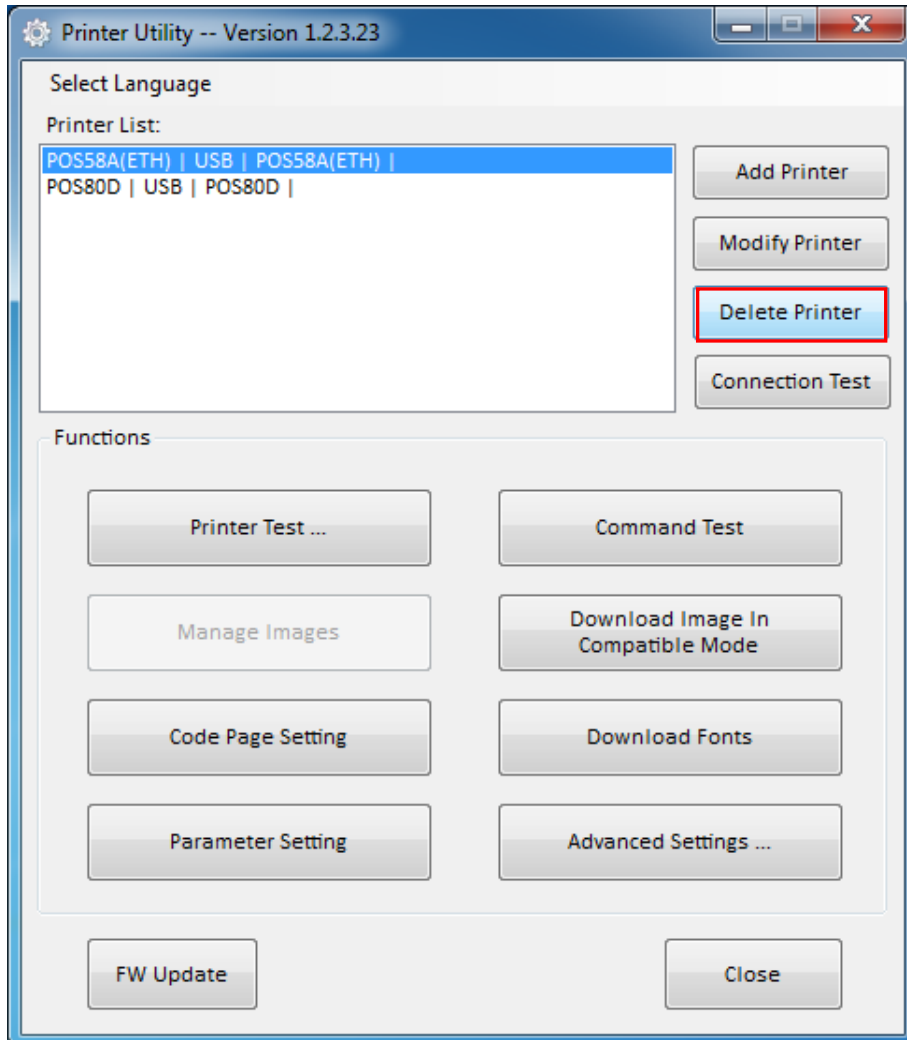 Printer Utility -- Version 1.2.3.23
Select Language
Printer List:
POS58A(ETH) | USB | POS58A(ETH) |
POS80D | USB | POS80D |
Add Printer
Modify Printer
Delete Printer
Connection Test
Functions
Printer Test ...
Command Test
Manage Images
Download Image In
Compatible Mode
Code Page Setting
Download Fonts
Parameter Setting
Advanced Settings ...
FW Update
Close